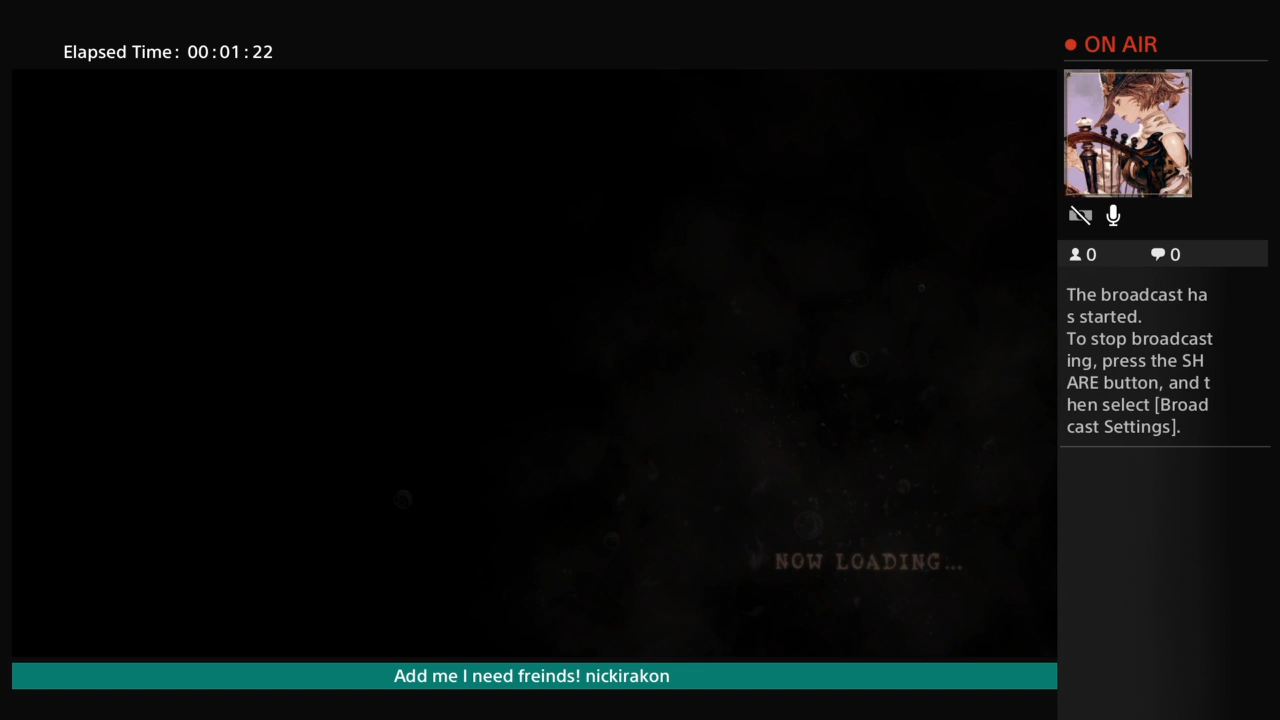 Elapsed Time: 00:01:22
ON AIR
0 0
The broadcast ha
s started.
To stop broadcast
ing, press the SH
ARE button, and t
hen select [Broad
cast Settings].
NOW LOADING...
Add me I need freinds! nickirakon